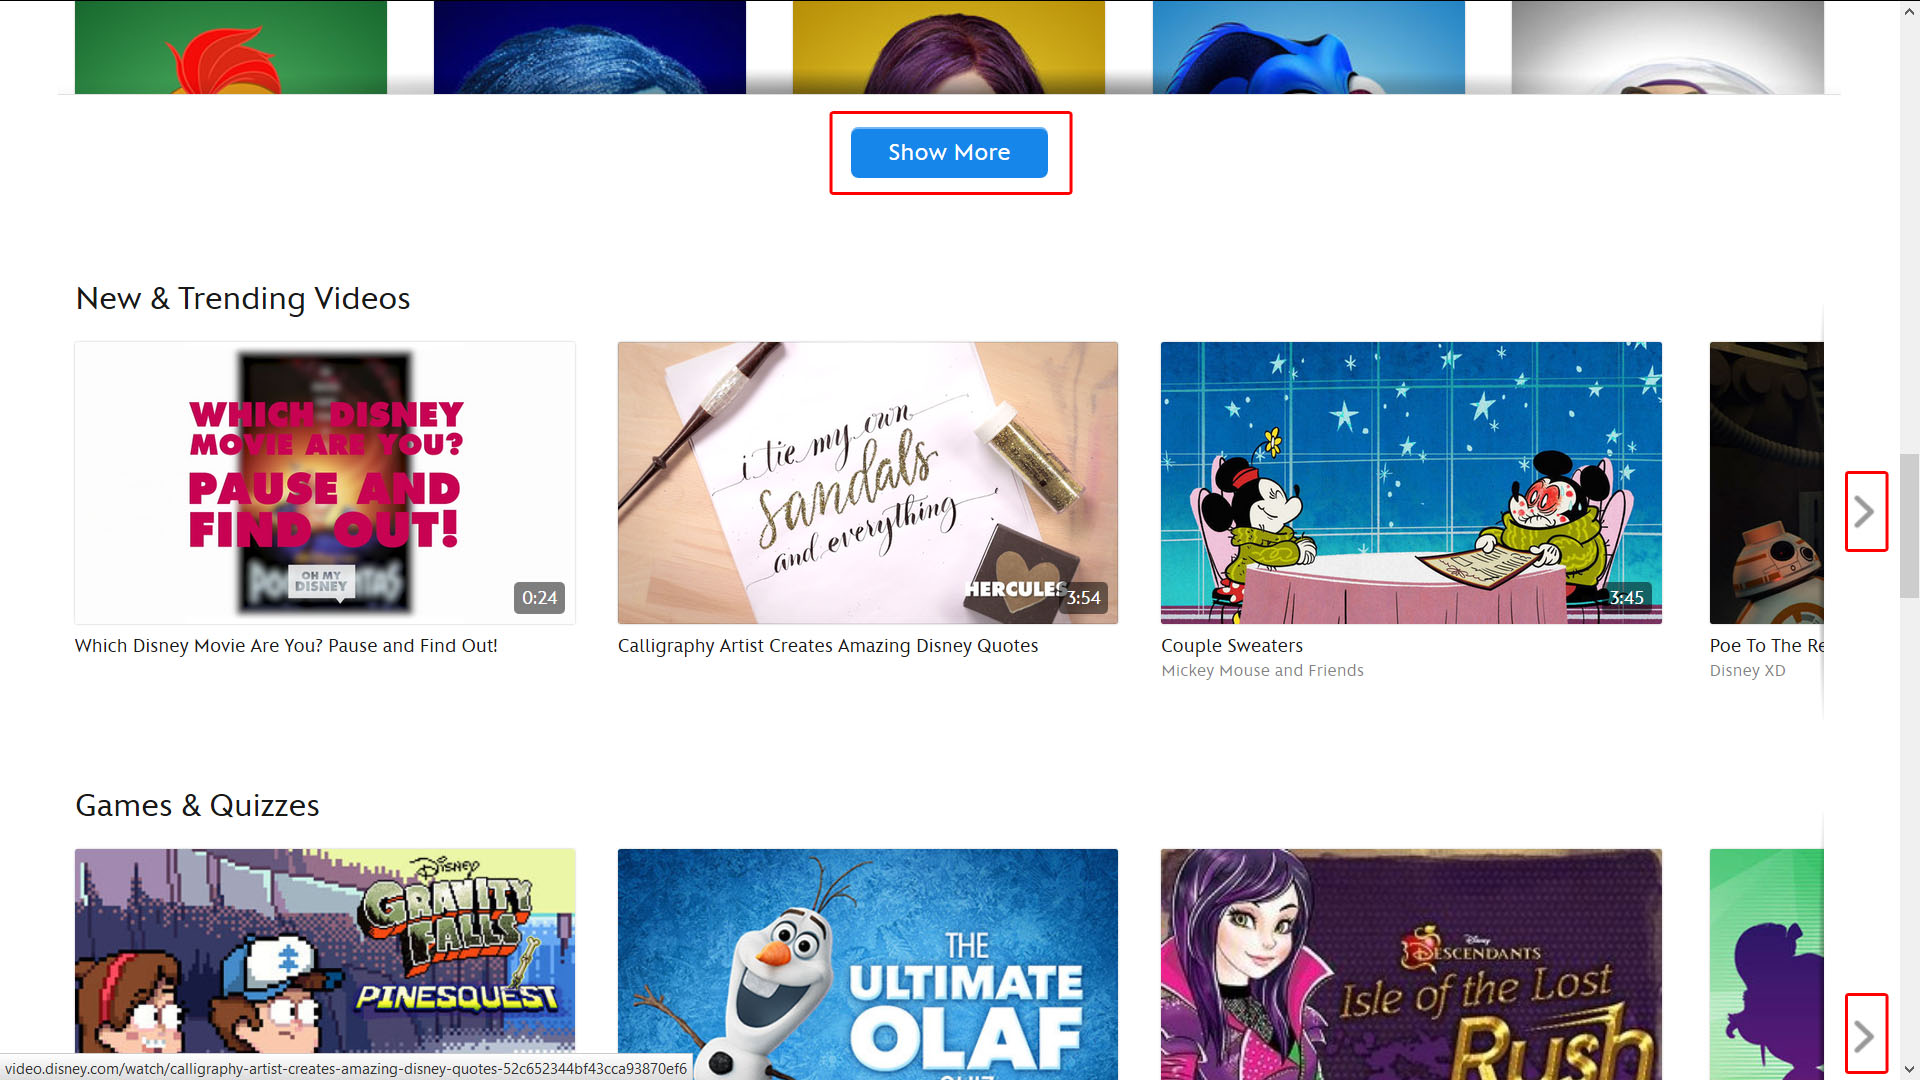 Show More
New & Trending Videos
WHICH DISNEY
MOVIE ARE YOU?
PAUSE AND
FIND OUT!
OH MY
DISNEY
0:24
Which Disney Movie Are You? Pause and Find Out!
i tie my own
sandals
and everything
HERCULES
3:54
Calligraphy Artist Creates Amazing Disney Quotes
3:45
Couple Sweaters
Mickey Mouse and Friends
Poe To The Re
Disney XD
Games & Quizzes
Disney
GRAVITY
FALLS
PINESQUEST
THE
ULTIMATE
OLAF
QUIZ
Disney
DESCENDANTS
Isle of the Lost
Rush
video.disney.com/watch/calligraphy-artist-creates-amazing-disney-quotes-52c652344bf43cca93870ef6